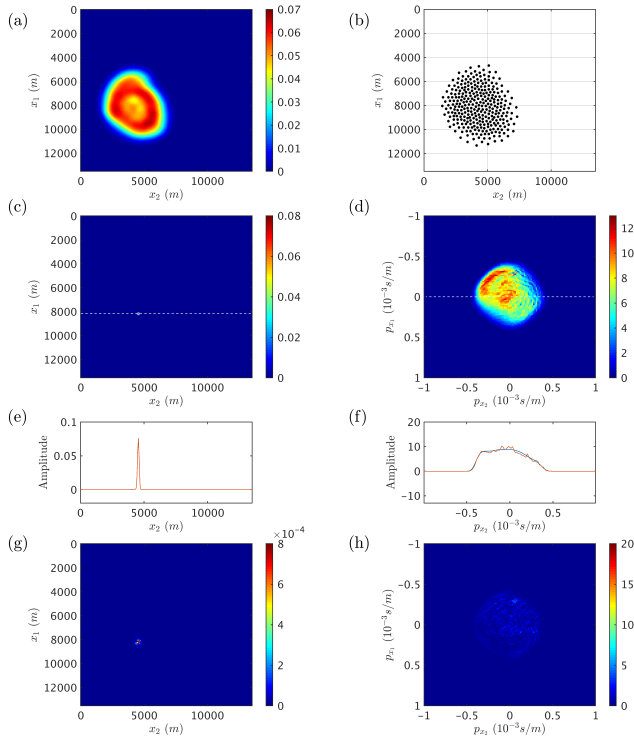 (a)
0
2000
4000
6000
8000
10000
12000
x₁ (m)
0 5000 10000
x₂ (m)
0.07
0.06
0.05
0.04
0.03
0.02
0.01
0
(b)
0
2000
4000
6000
8000
10000
12000
x₁ (m)
0 5000 10000
x₂ (m)
(c)
0
2000
4000
6000
8000
10000
12000
x₁ (m)
0 5000 10000
x₂ (m)
0.08
0.06
0.04
0.02
0
(d)
−1
−0.5
0
0.5
1
pₓ₁ (10⁻³s/m)
−1 −0.5 0 0.5 1
pₓ₂ (10⁻³s/m)
12
10
8
6
4
2
0
(e)
0.1
0.05
0
Amplitude
0 5000 10000
x₂ (m)
(f)
20
10
0
−10
Amplitude
−0.5 0 0.5 1
pₓ₂ (10⁻³s/m)
(g)
0
2000
4000
6000
8000
10000
12000
x₁ (m)
0 5000 10000
x₂ (m)
×10⁻⁴
8
6
4
2
0
(h)
−1
−0.5
0
0.5
1
pₓ₁ (10⁻³s/m)
−1 −0.5 0 0.5 1
pₓ₂ (10⁻³s/m)
20
15
10
5
0